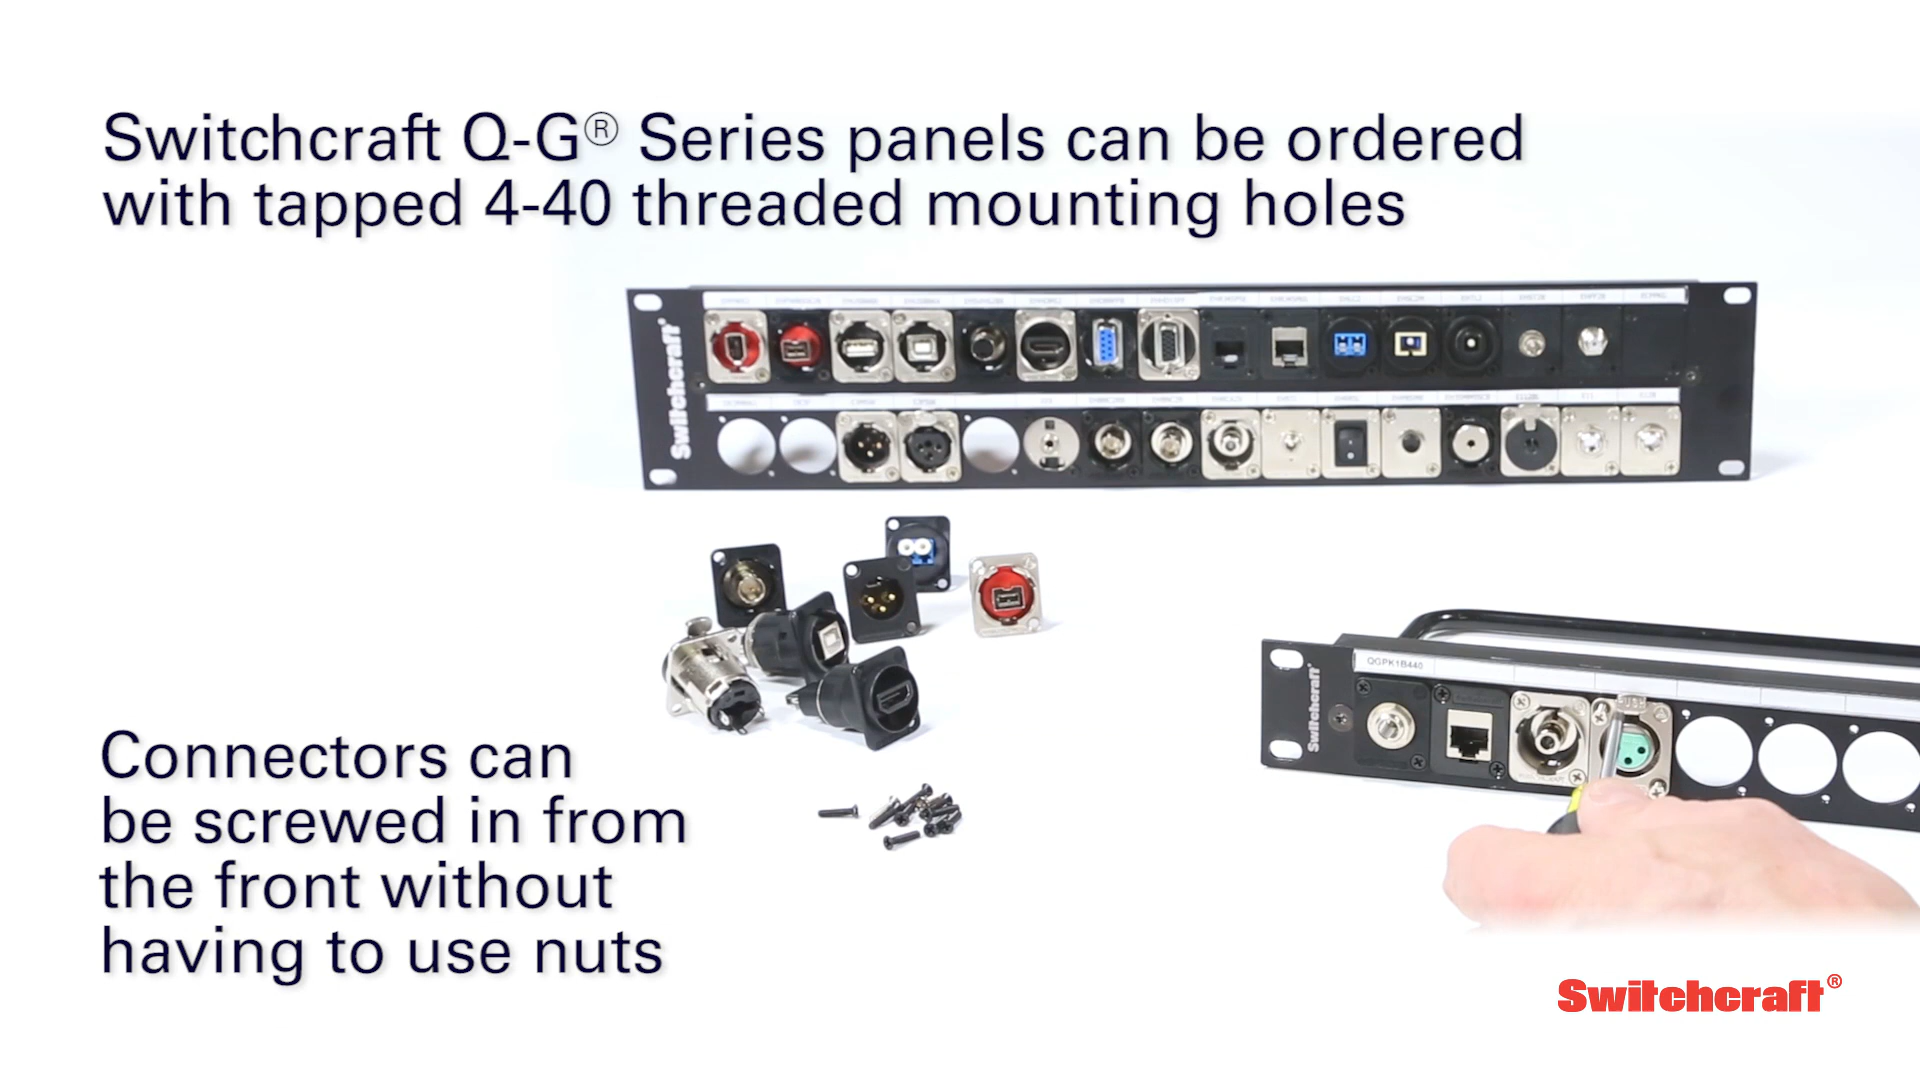 Switchcraft Q-G® Series panels can be ordered
with tapped 4-40 threaded mounting holes
Switchcraft®
QGPK1B440
Switchcraft
Connectors can
be screwed in from
the front without
having to use nuts
Switchcraft®